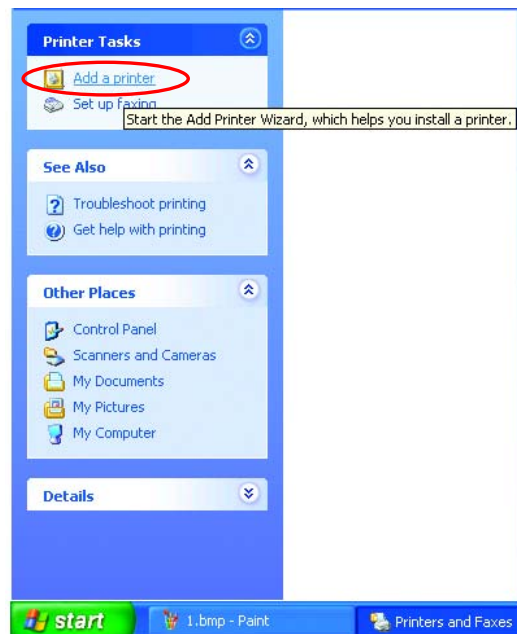 Printer Tasks
Add a printer
Set up faxing
Start the Add Printer Wizard, which helps you install a printer.
See Also
Troubleshoot printing
Get help with printing
Other Places
Control Panel
Scanners and Cameras
My Documents
My Pictures
My Computer
Details
start
1.bmp - Paint
Printers and Faxes